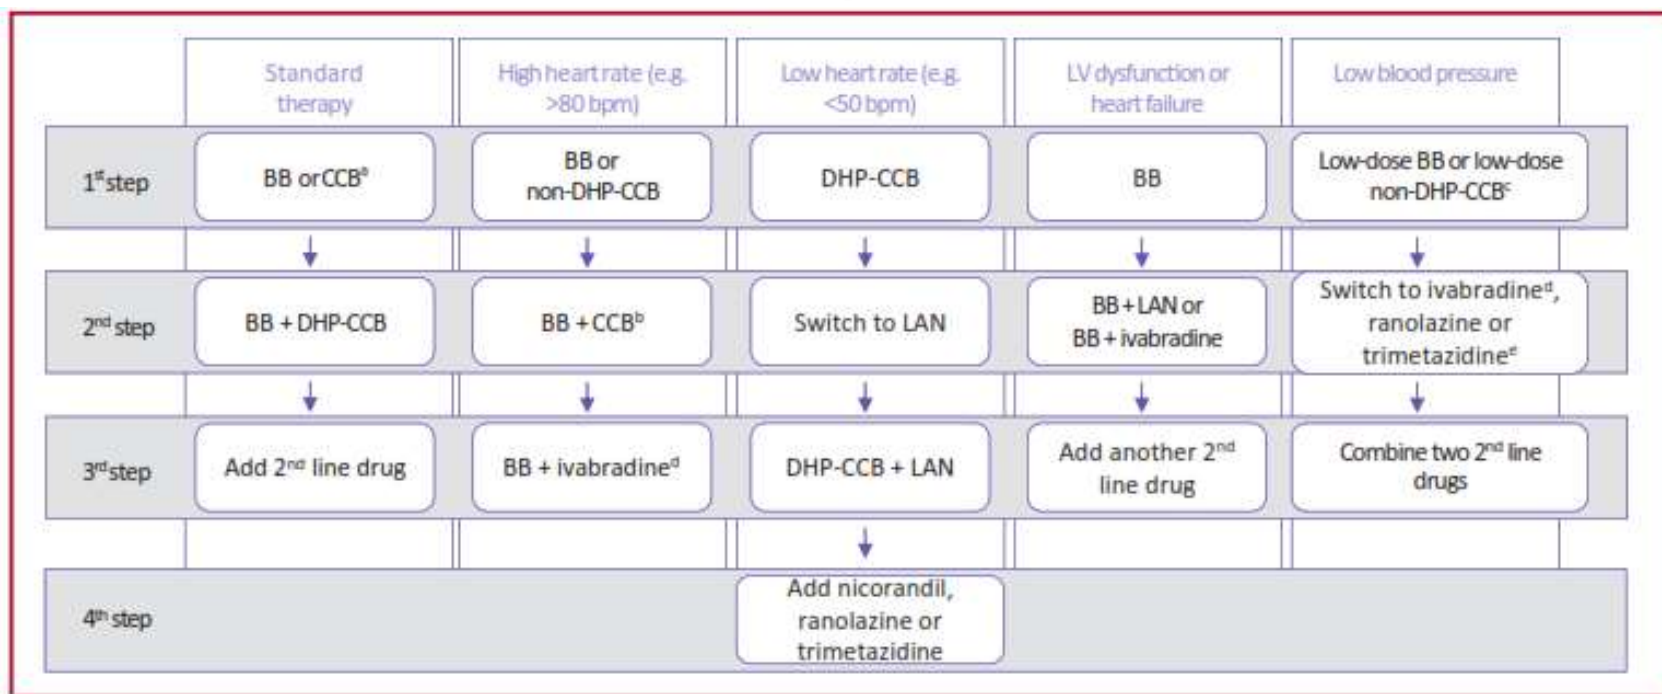 Standard
therapy
High heart rate (e.g.
>80 bpm)
Low heart rate (e.g.
<50 bpm)
LV dysfunction or
heart failure
Low blood pressure
1st step
BB orCCBa
BB or
non-DHP-CCB
DHP-CCB
BB
Low-dose BB or low-dose
non-DHP-CCBc
2nd step
BB + DHP-CCB
BB + CCBb
Switch to LAN
BB + LAN or
BB + ivabradine
Switch to ivabradined,
ranolazine or
trimetazidinee
3rd step
Add 2nd line drug
BB + ivabradined
DHP-CCB + LAN
Add another 2nd
line drug
Combine two 2nd line
drugs
4th step
Add nicorandil,
ranolazine or
trimetazidine